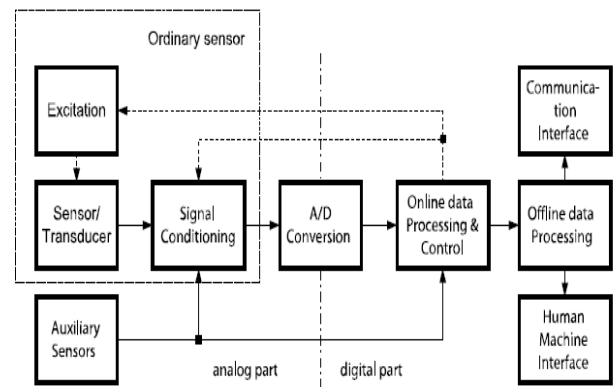 Ordinary sensor
Excitation
Communica-
tion
Interface
Sensor/
Transducer
Signal
Conditioning
A/D
Conversion
Online data
Processing &
Control
Offline data
Processing
Auxiliary
Sensors
analog part
digital part
Human
Machine
Interface